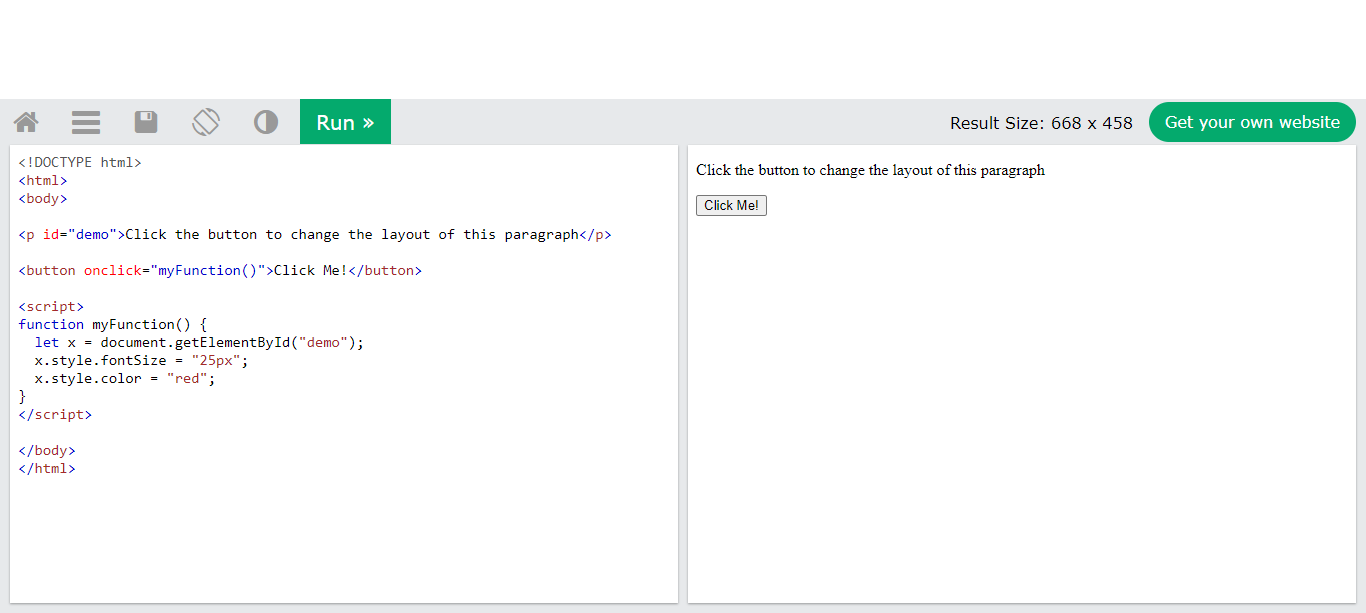 Run »
Result Size: 668 x 458
Get your own website
<!DOCTYPE html>
<html>
<body>
<p id="demo">Click the button to change the layout of this paragraph</p>
<button onclick="myFunction()">Click Me!</button>
<script>
function myFunction() {
  let x = document.getElementById("demo");
  x.style.fontSize = "25px";
  x.style.color = "red";
}
</script>
</body>
</html>
Click the button to change the layout of this paragraph
Click Me!